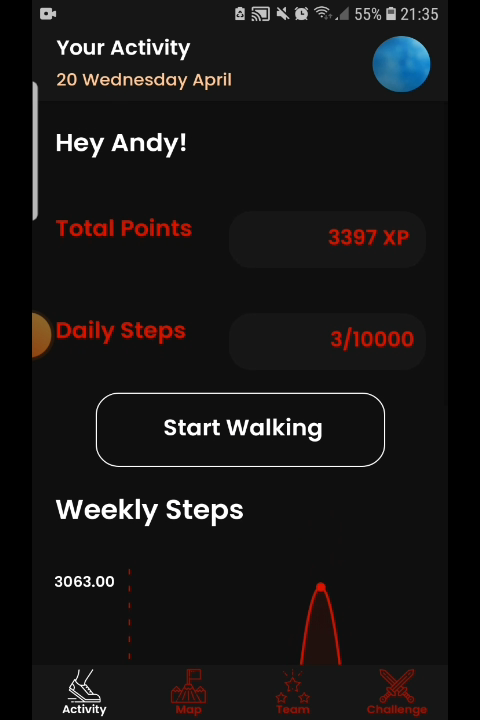 55% 21:35
Your Activity
20 Wednesday April
Hey Andy!
Total Points
3397 XP
Daily Steps
3/10000
Start Walking
Weekly Steps
3063.00
Activity Map Team Challenge